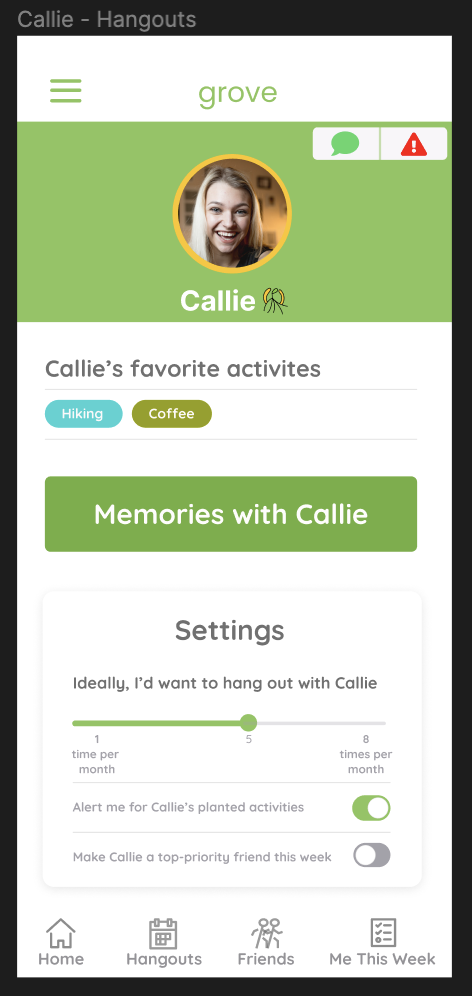 Callie - Hangouts
grove
Callie
Callie's favorite activites
Hiking
Coffee
Memories with Callie
Settings
Ideally, I'd want to hang out with Callie
1
time per
month
5
8
times per
month
Alert me for Callie's planted activities
Make Callie a top-priority friend this week
Home
Hangouts
Friends
Me This Week